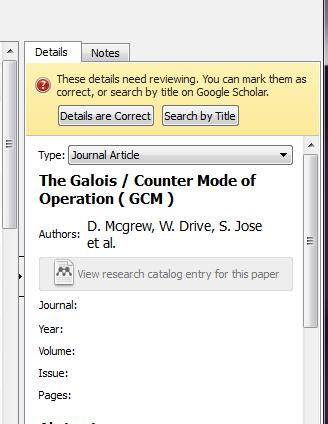 Details Notes
These details need reviewing. You can mark them as
correct, or search by title on Google Scholar.
Details are Correct Search by Title
Type: Journal Article
The Galois / Counter Mode of
Operation ( GCM )
Authors: D. Mcgrew, W. Drive, S. Jose
et al.
View research catalog entry for this paper
Journal:
Year:
Volume:
Issue:
Pages: